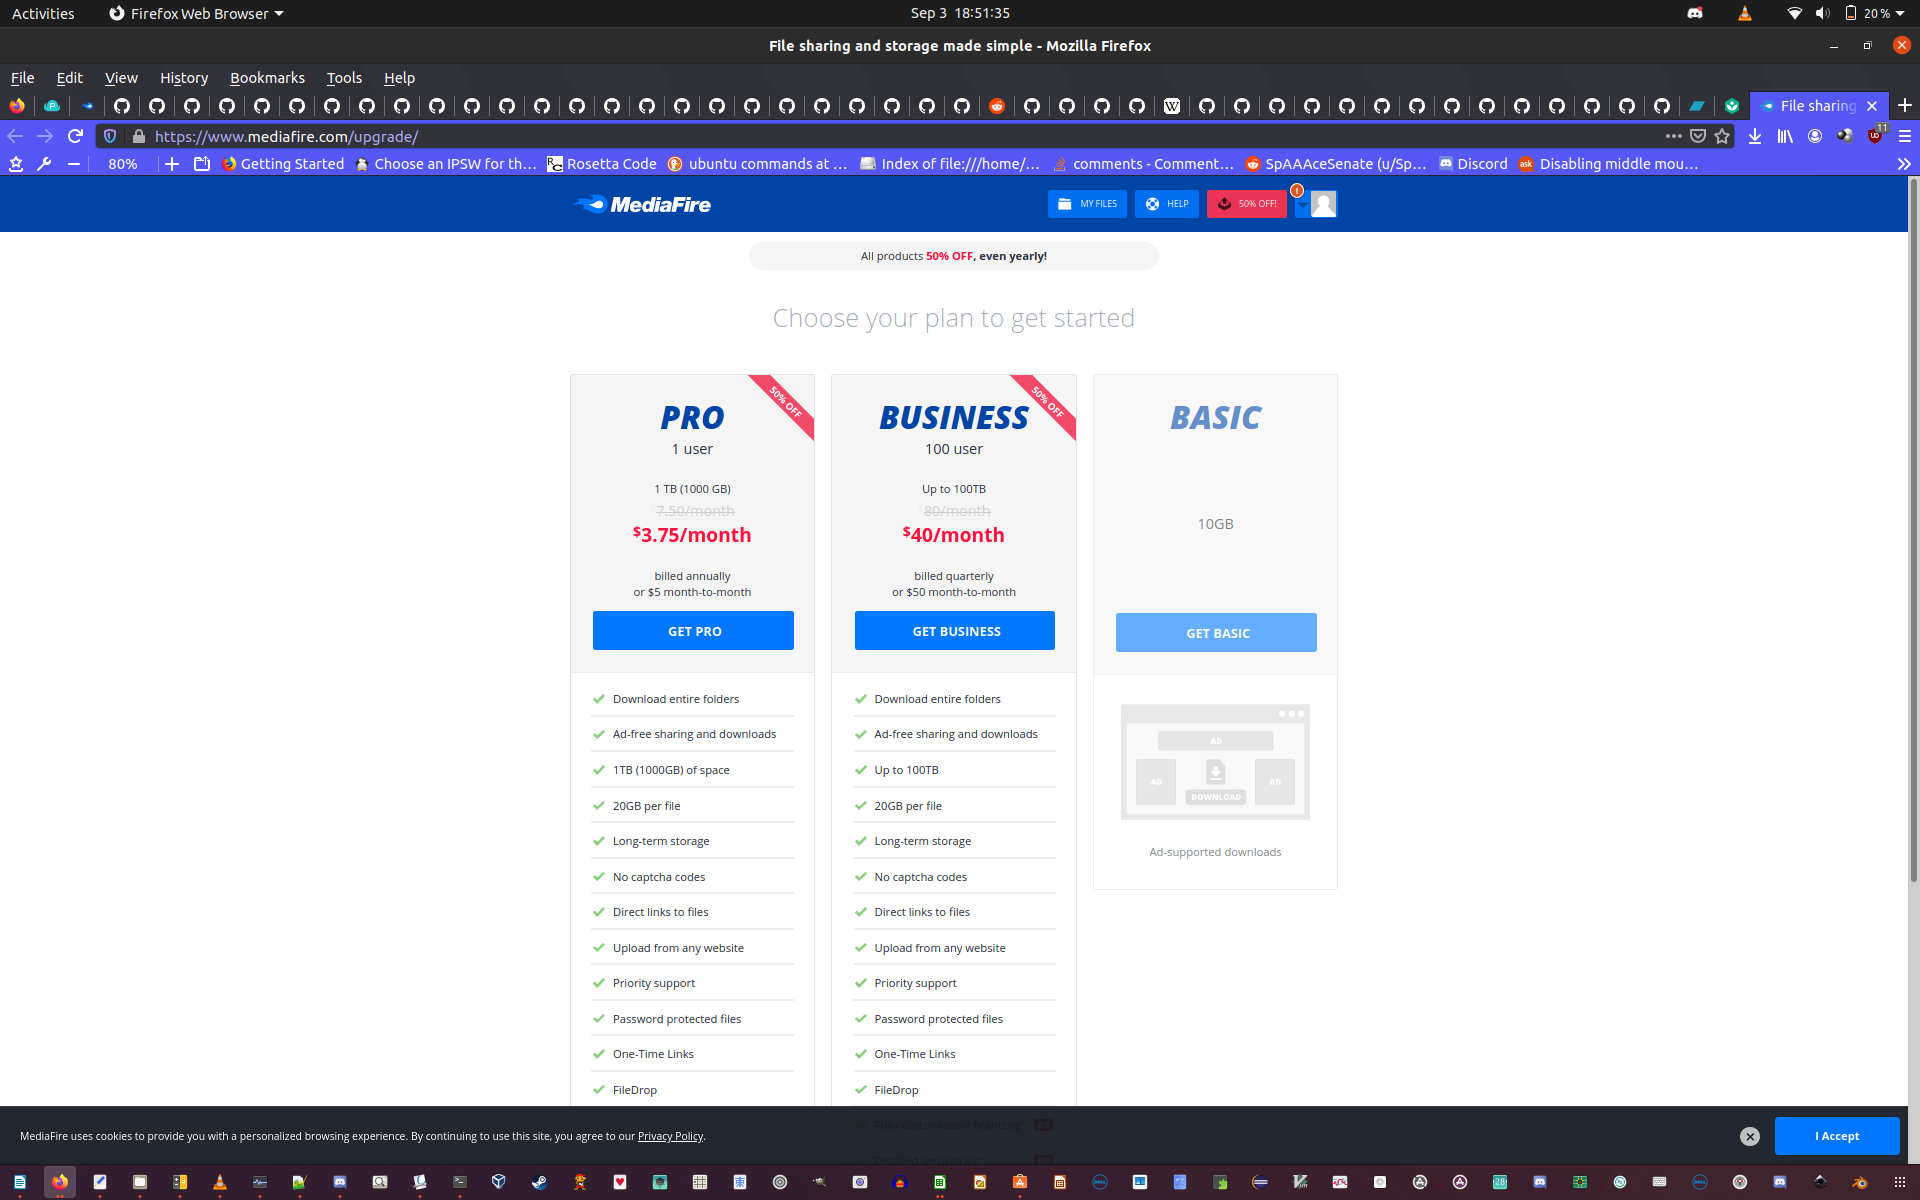 Activities
Firefox Web Browser
Sep 3 18:51:35
20 %
File sharing and storage made simple - Mozilla Firefox
File Edit View History Bookmarks Tools Help
File sharing
https://www.mediafire.com/upgrade/
11
80%
Getting Started
Choose an IPSW for th…
Rosetta Code
ubuntu commands at …
Index of file:///home/…
comments - Comment…
SpAAAceSenate (u/Sp…
Discord
Disabling middle mou…
MediaFire
MY FILES
HELP
50% OFF!
All products 50% OFF, even yearly!
Choose your plan to get started
50% OFF
PRO
1 user
1 TB (1000 GB)
$7.50/month
$3.75/month
billed annually
or $5 month-to-month
GET PRO
Download entire folders
Ad-free sharing and downloads
1TB (1000GB) of space
20GB per file
Long-term storage
No captcha codes
Direct links to files
Upload from any website
Priority support
Password protected files
One-Time Links
FileDrop
50% OFF
BUSINESS
100 user
Up to 100TB
$80/month
$40/month
billed quarterly
or $50 month-to-month
GET BUSINESS
Download entire folders
Ad-free sharing and downloads
Up to 100TB
20GB per file
Long-term storage
No captcha codes
Direct links to files
Upload from any website
Priority support
Password protected files
One-Time Links
FileDrop
Fully customizable branding
BASIC
10GB
GET BASIC
AD
AD
AD
DOWNLOAD
Ad-supported downloads
MediaFire uses cookies to provide you with a personalized browsing experience. By continuing to use this site, you agree to our Privacy Policy.
I Accept